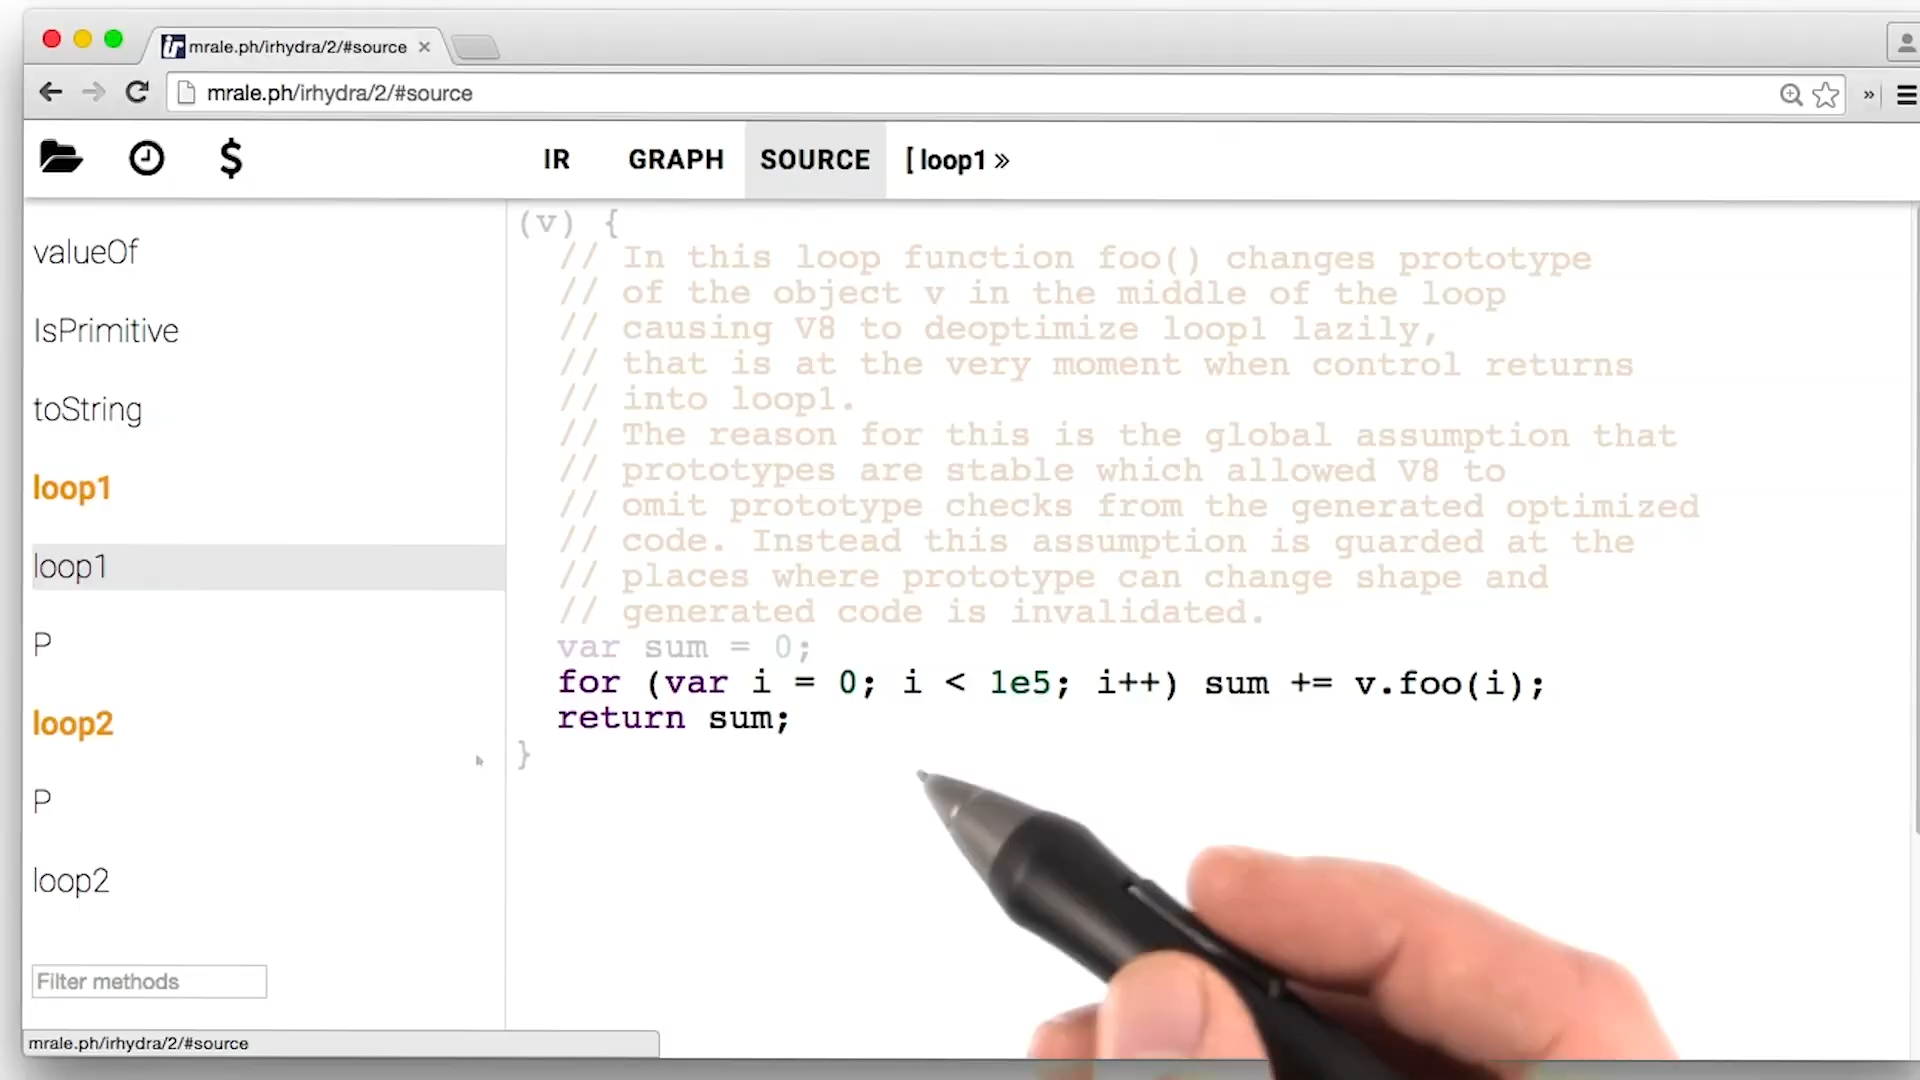 mrale.ph/irhydra/2/#source
mrale.ph/irhydra/2/#source
IR GRAPH SOURCE [ loop1 »
valueOf
IsPrimitive
toString
loop1
loop1
P
loop2
P
loop2
Filter methods
mrale.ph/irhydra/2/#source
(v) {
// In this loop function foo() changes prototype
// of the object v in the middle of the loop
// causing V8 to deoptimize loop1 lazily,
// that is at the very moment when control returns
// into loop1.
// The reason for this is the global assumption that
// prototypes are stable which allowed V8 to
// omit prototype checks from the generated optimized
// code. Instead this assumption is guarded at the
// places where prototype can change shape and
// generated code is invalidated.
var sum = 0;
for (var i = 0; i < 1e5; i++) sum += v.foo(i);
return sum;
}